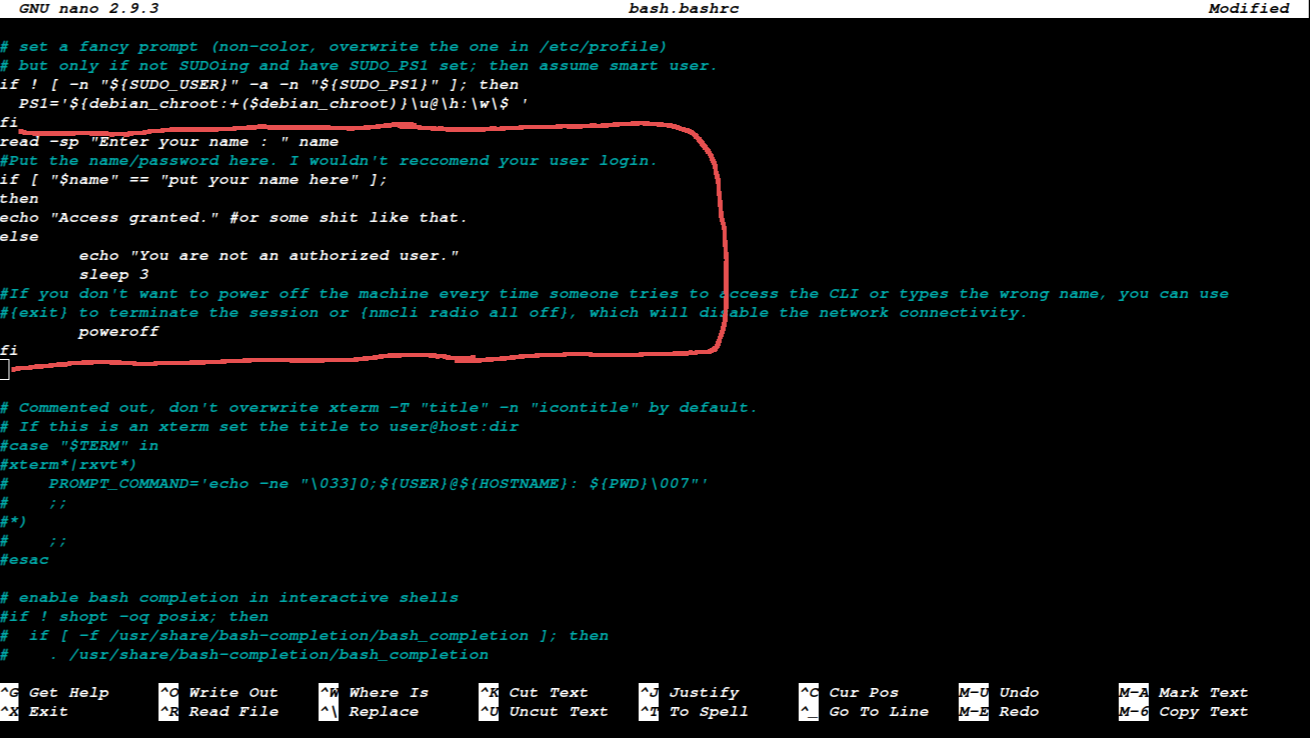 GNU nano 2.9.3 bash.bashrc Modified
# set a fancy prompt (non-color, overwrite the one in /etc/profile)
# but only if not SUDOing and have SUDO_PS1 set; then assume smart user.
if ! [ -n "${SUDO_USER}" -a -n "${SUDO_PS1}" ]; then
  PS1='${debian_chroot:+($debian_chroot)}\u@\h:\w\$ '
fi
read -sp "Enter your name : " name
#Put the name/password here. I wouldn't reccomend your user login.
if [ "$name" == "put your name here" ];
then
echo "Access granted." #or some shit like that.
else
        echo "You are not an authorized user."
        sleep 3
#If you don't want to power off the machine every time someone tries to access the CLI or types the wrong name, you can use
#{exit} to terminate the session or {nmcli radio all off}, which will disable the network connectivity.
        poweroff
fi
# Commented out, don't overwrite xterm -T "title" -n "icontitle" by default.
# If this is an xterm set the title to user@host:dir
#case "$TERM" in
#xterm*|rxvt*)
#    PROMPT_COMMAND='echo -ne "\033]0;${USER}@${HOSTNAME}: ${PWD}\007"'
#    ;;
#*)
#    ;;
#esac
# enable bash completion in interactive shells
#if ! shopt -oq posix; then
#  if [ -f /usr/share/bash-completion/bash_completion ]; then
#    . /usr/share/bash-completion/bash_completion
^G Get Help ^O Write Out ^W Where Is ^K Cut Text ^J Justify ^C Cur Pos M-U Undo M-A Mark Text
^X Exit ^R Read File ^\ Replace ^U Uncut Text ^T To Spell ^_ Go To Line M-E Redo M-6 Copy Text